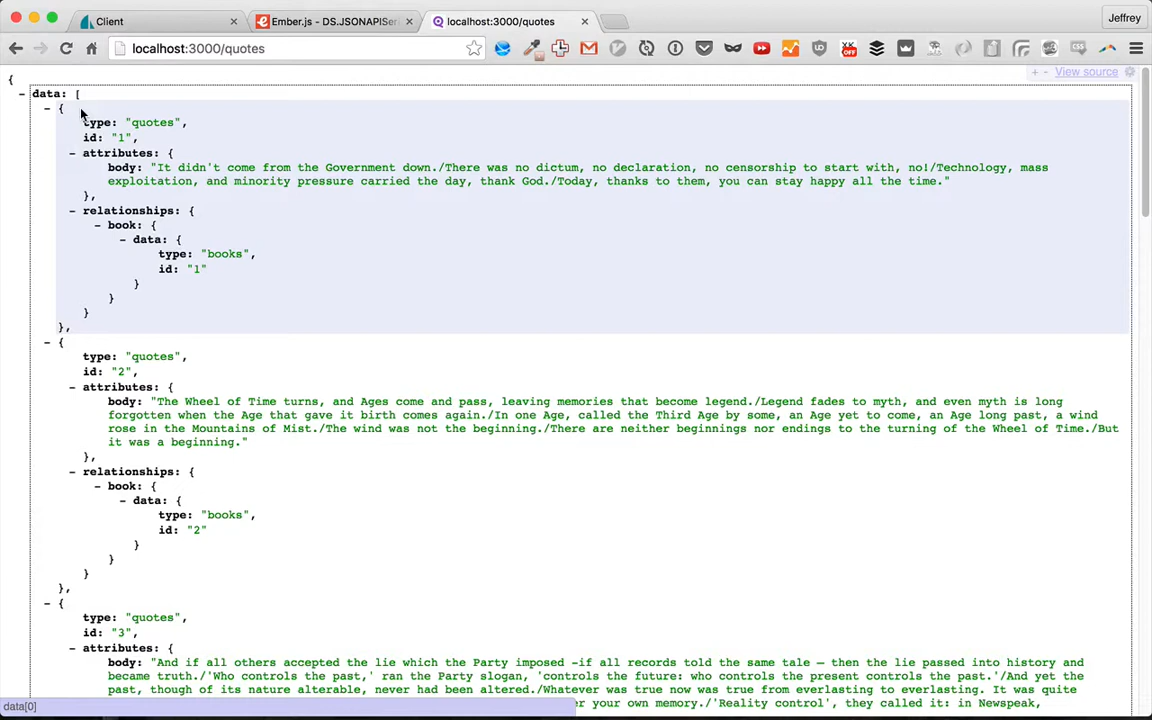 Client
Ember.js - DS.JSONAPISeri
localhost:3000/quotes
Jeffrey
localhost:3000/quotes
+ - View source
{
- data: [
- {
type: "quotes",
id: "1",
- attributes: {
body: "It didn't come from the Government down./There was no dictum, no declaration, no censorship to start with, no!/Technology, mass
exploitation, and minority pressure carried the day, thank God./Today, thanks to them, you can stay happy all the time."
},
- relationships: {
- book: {
- data: {
type: "books",
id: "1"
}
}
}
},
- {
type: "quotes",
id: "2",
- attributes: {
body: "The Wheel of Time turns, and Ages come and pass, leaving memories that become legend./Legend fades to myth, and even myth is long
forgotten when the Age that gave it birth comes again./In one Age, called the Third Age by some, an Age yet to come, an Age long past, a wind
rose in the Mountains of Mist./The wind was not the beginning./There are neither beginnings nor endings to the turning of the Wheel of Time./But
it was a beginning."
},
- relationships: {
- book: {
- data: {
type: "books",
id: "2"
}
}
}
},
- {
type: "quotes",
id: "3",
- attributes: {
body: "And if all others accepted the lie which the Party imposed -if all records told the same tale — then the lie passed into history and
became truth./'Who controls the past,' ran the Party slogan, 'controls the future: who controls the present controls the past.'/And yet the
past, though of its nature alterable, never had been altered./Whatever was true now was true from everlasting to everlasting. It was quite
er your own memory./'Reality control', they called it: in Newspeak,
data[0]